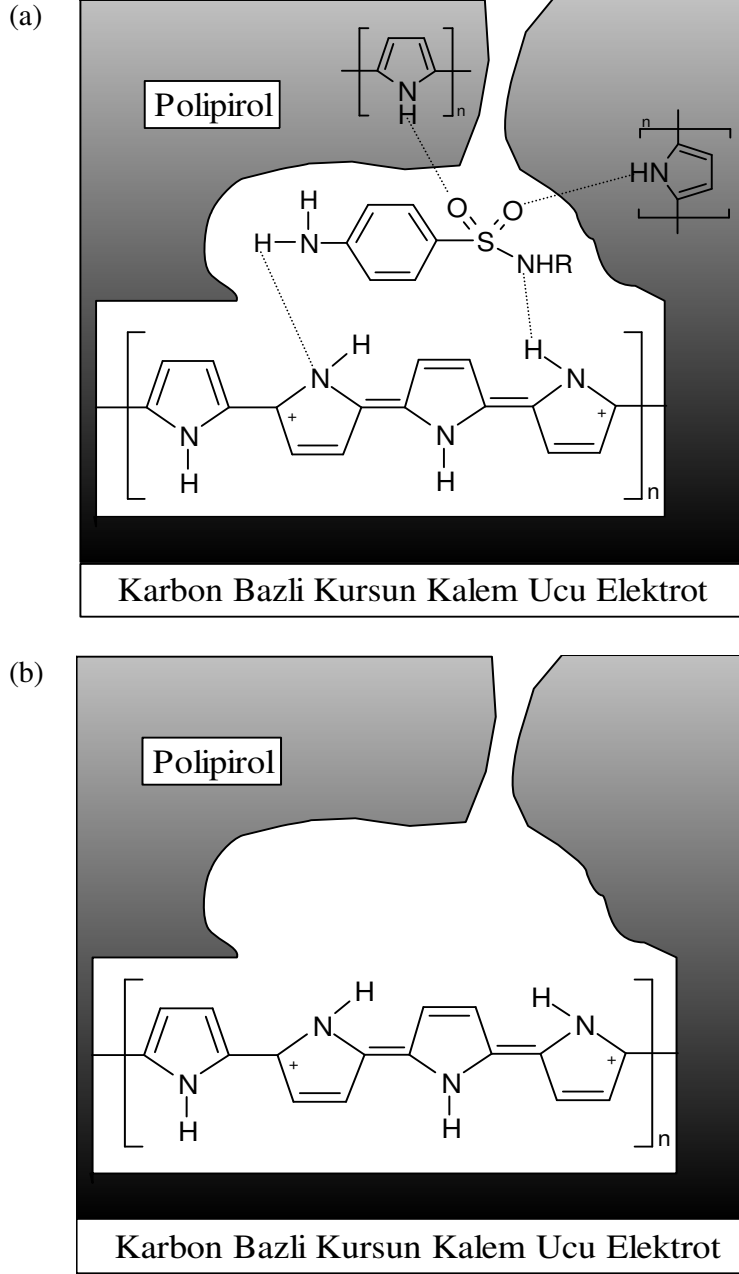 (a)
N
H
n
Polipirol
n
HN
H
O
O
H
N
S
NHR
H
H
N
N
+
+
N
N
H
H
n
Karbon Bazli Kursun Kalem Ucu Elektrot
(b)
Polipirol
H
H
N
N
+
+
N
N
H
H
n
Karbon Bazli Kursun Kalem Ucu Elektrot